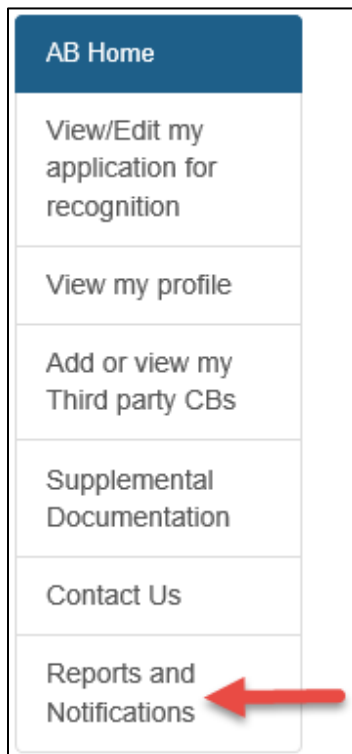 AB Home
View/Edit my
application for
recognition
View my profile
Add or view my
Third party CBs
Supplemental
Documentation
Contact Us
Reports and
Notifications